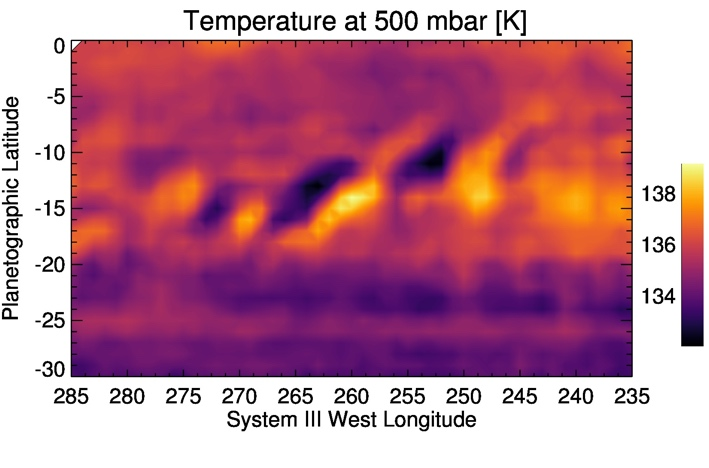 Temperature at 500 mbar [K]
0
-5
-10
-15
-20
-25
-30
Planetographic Latitude
285 280 275 270 265 260 255 250 245 240 235
System III West Longitude
138
136
134